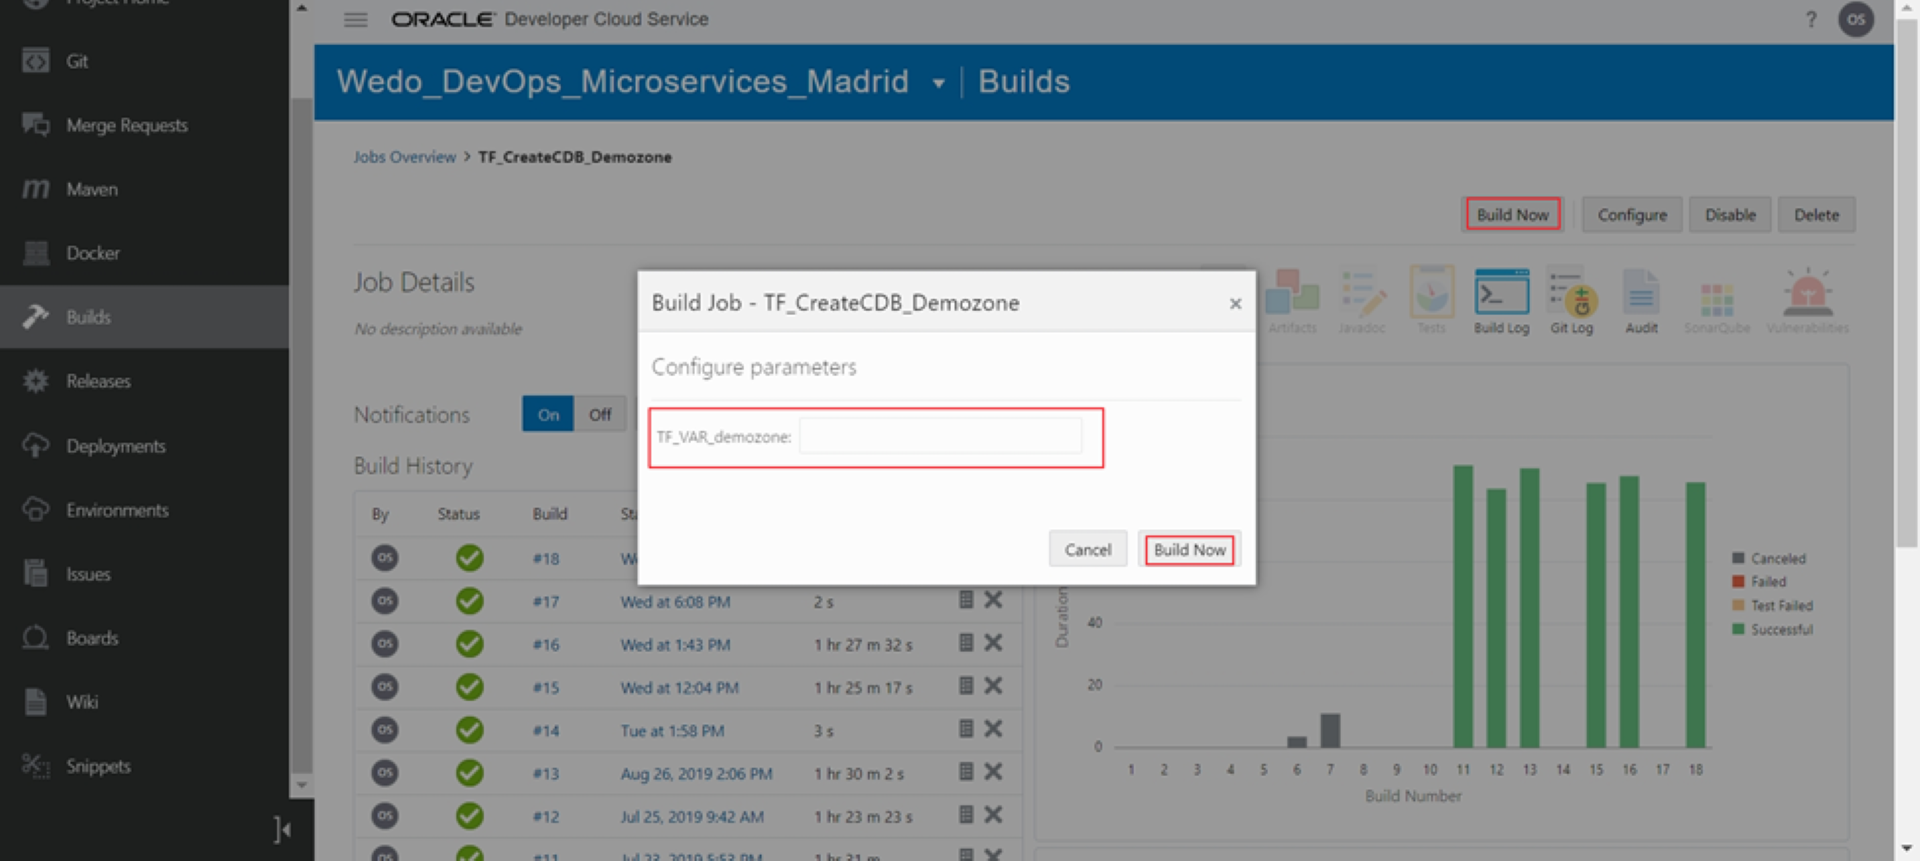 Project Home
Git
Merge Requests
Maven
Docker
Builds
Releases
Deployments
Environments
Issues
Boards
Wiki
Snippets
ORACLE Developer Cloud Service
? OS
Wedo_DevOps_Microservices_Madrid | Builds
Jobs Overview > TF_CreateCDB_Demozone
Build Now Configure Disable Delete
Job Details
No description available
Artifacts Javadoc Tests Build Log Git Log Audit SonarQube Vulnerabilities
Notifications On Off
Build History
By Status Build
OS #18
OS #17 Wed at 6:08 PM 2 s
OS #16 Wed at 1:43 PM 1 hr 27 m 32 s
OS #15 Wed at 12:04 PM 1 hr 25 m 17 s
OS #14 Tue at 1:58 PM 3 s
OS #13 Aug 26, 2019 2:06 PM 1 hr 30 m 2 s
OS #12 Jul 25, 2019 9:42 AM 1 hr 23 m 23 s
OS #11 Jul 23, 2019 5:53 PM 1 hr 31 m
Build Job - TF_CreateCDB_Demozone ×
Configure parameters
TF_VAR_demozone:
Cancel Build Now
Duration
40
20
0
1 2 3 4 5 6 7 8 9 10 11 12 13 14 15 16 17 18
Build Number
Canceled
Failed
Test Failed
Successful